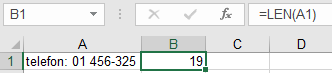 B1 fx =LEN(A1)
A B C D
1 telefon: 01 456-325 19